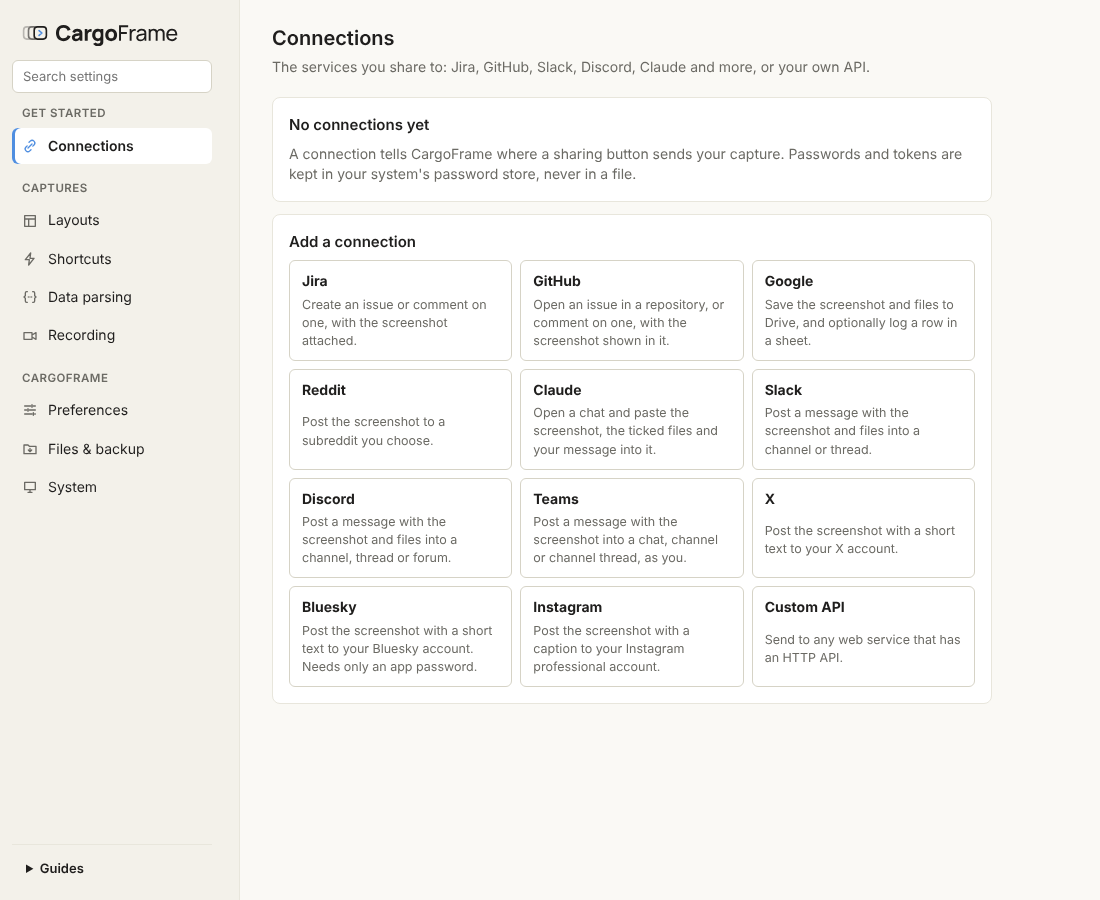 CargoFrame
Search settings
GET STARTED
Connections
CAPTURES
Layouts
Shortcuts
Data parsing
Recording
CARGOFRAME
Preferences
Files & backup
System
Guides
Connections
The services you share to: Jira, GitHub, Slack, Discord, Claude and more, or your own API.
No connections yet
A connection tells CargoFrame where a sharing button sends your capture. Passwords and tokens are
kept in your system's password store, never in a file.
Add a connection
Jira
Create an issue or comment on
one, with the screenshot
attached.
GitHub
Open an issue in a repository, or
comment on one, with the
screenshot shown in it.
Google
Save the screenshot and files to
Drive, and optionally log a row in
a sheet.
Reddit
Post the screenshot to a
subreddit you choose.
Claude
Open a chat and paste the
screenshot, the ticked files and
your message into it.
Slack
Post a message with the
screenshot and files into a
channel or thread.
Discord
Post a message with the
screenshot and files into a
channel, thread or forum.
Teams
Post a message with the
screenshot into a chat, channel
or channel thread, as you.
X
Post the screenshot with a short
text to your X account.
Bluesky
Post the screenshot with a short
text to your Bluesky account.
Needs only an app password.
Instagram
Post the screenshot with a
caption to your Instagram
professional account.
Custom API
Send to any web service that has
an HTTP API.